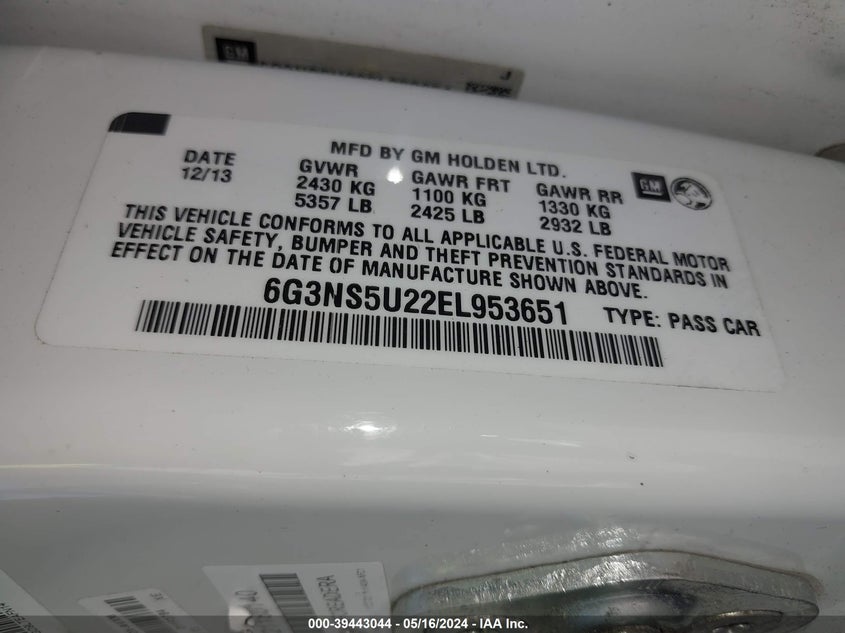 GM
MFD BY GM HOLDEN LTD.
GM
DATE GVWR GAWR FRT GAWR RR
12/13 2430 KG 1100 KG 1330 KG
5357 LB 2425 LB 2932 LB
THIS VEHICLE CONFORMS TO ALL APPLICABLE U.S. FEDERAL MOTOR
VEHICLE SAFETY, BUMPER AND THEFT PREVENTION STANDARDS IN
EFFECT ON THE DATE OF MANUFACTURE SHOWN ABOVE.
6G3NS5U22EL953651 TYPE: PASS CAR
000-39443044 - 05/16/2024 - IAA Inc.